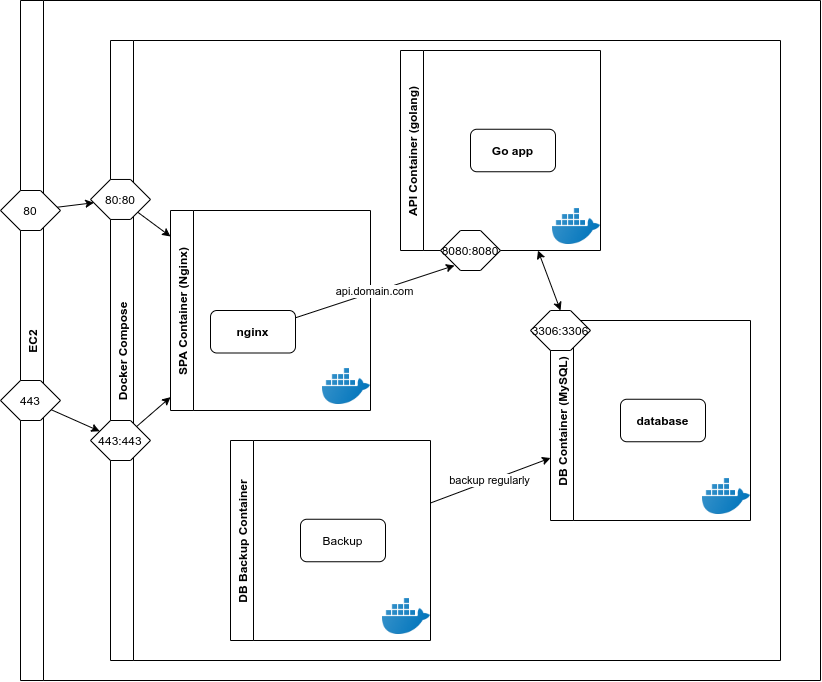 EC2
80
443
Docker Compose
80:80
443:443
SPA Container (Nginx)
nginx
api.domain.com
API Container (golang)
Go app
8080:8080
3306:3306
DB Container (MySQL)
database
DB Backup Container
Backup
backup regularly